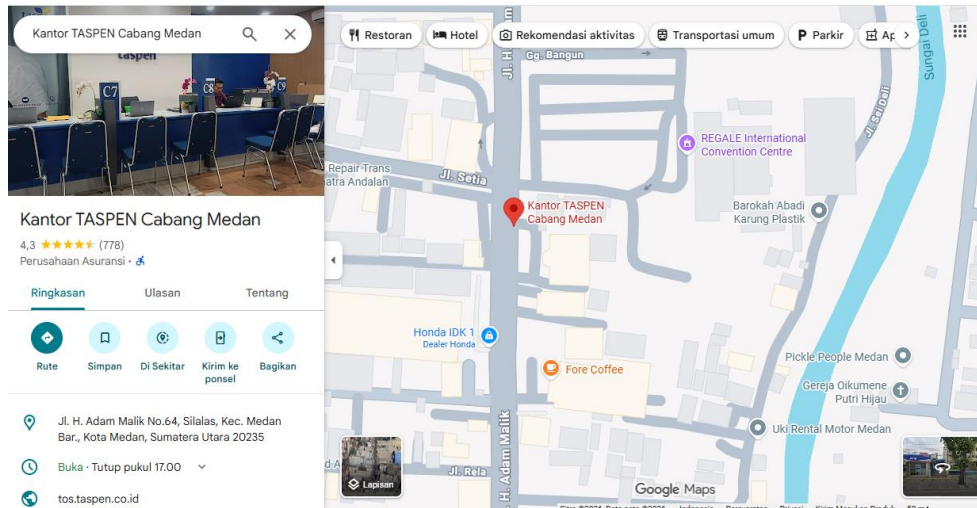 Kantor TASPEN Cabang Medan
taspen
C7
C8
C9
Kantor TASPEN Cabang Medan
4,3 (778)
Perusahaan Asuransi ·
Ringkasan
Ulasan
Tentang
Rute
Simpan
Di Sekitar
Kirim ke
ponsel
Bagikan
Jl. H. Adam Malik No.64, Silalas, Kec. Medan
Bar., Kota Medan, Sumatera Utara 20235
Buka · Tutup pukul 17.00
tos.taspen.co.id
Restoran
Hotel
Rekomendasi aktivitas
Transportasi umum
P Parkir
Jl. H.
Gg. Bangun
Sungai Deli
Jl. Sei Deli
REGALE International
Convention Centre
Repair Trans
Andalan
Jl. Setia
Kantor TASPEN
Cabang Medan
Barokah Abadi
Karung Plastik
Honda IDK 1
Dealer Honda
Fore Coffee
Pickle People Medan
Gereja Oikumene
Putri Hijau
Uki Rental Motor Medan
H. Adam Malik
Jl. Rela
Lapisan
Google Maps